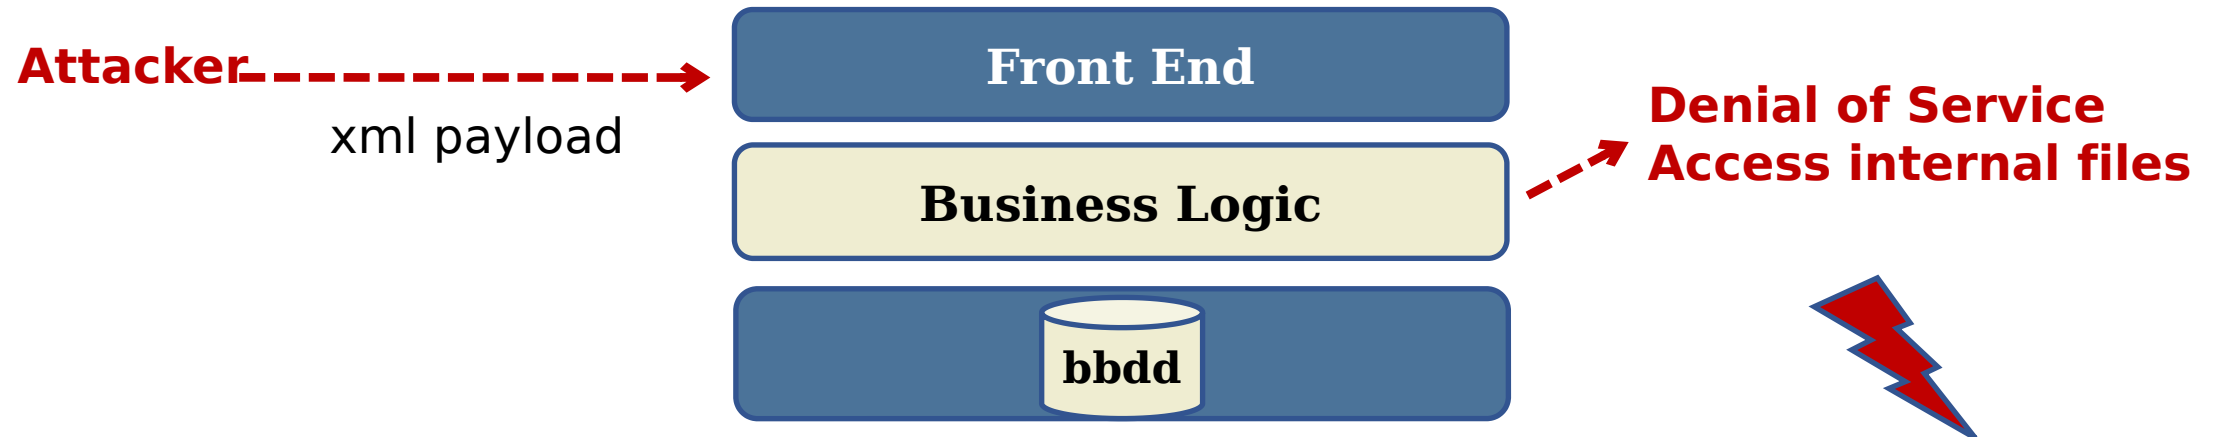 Attacker
xml payload
Front End
Business Logic
bbdd
Denial of Service
Access internal files